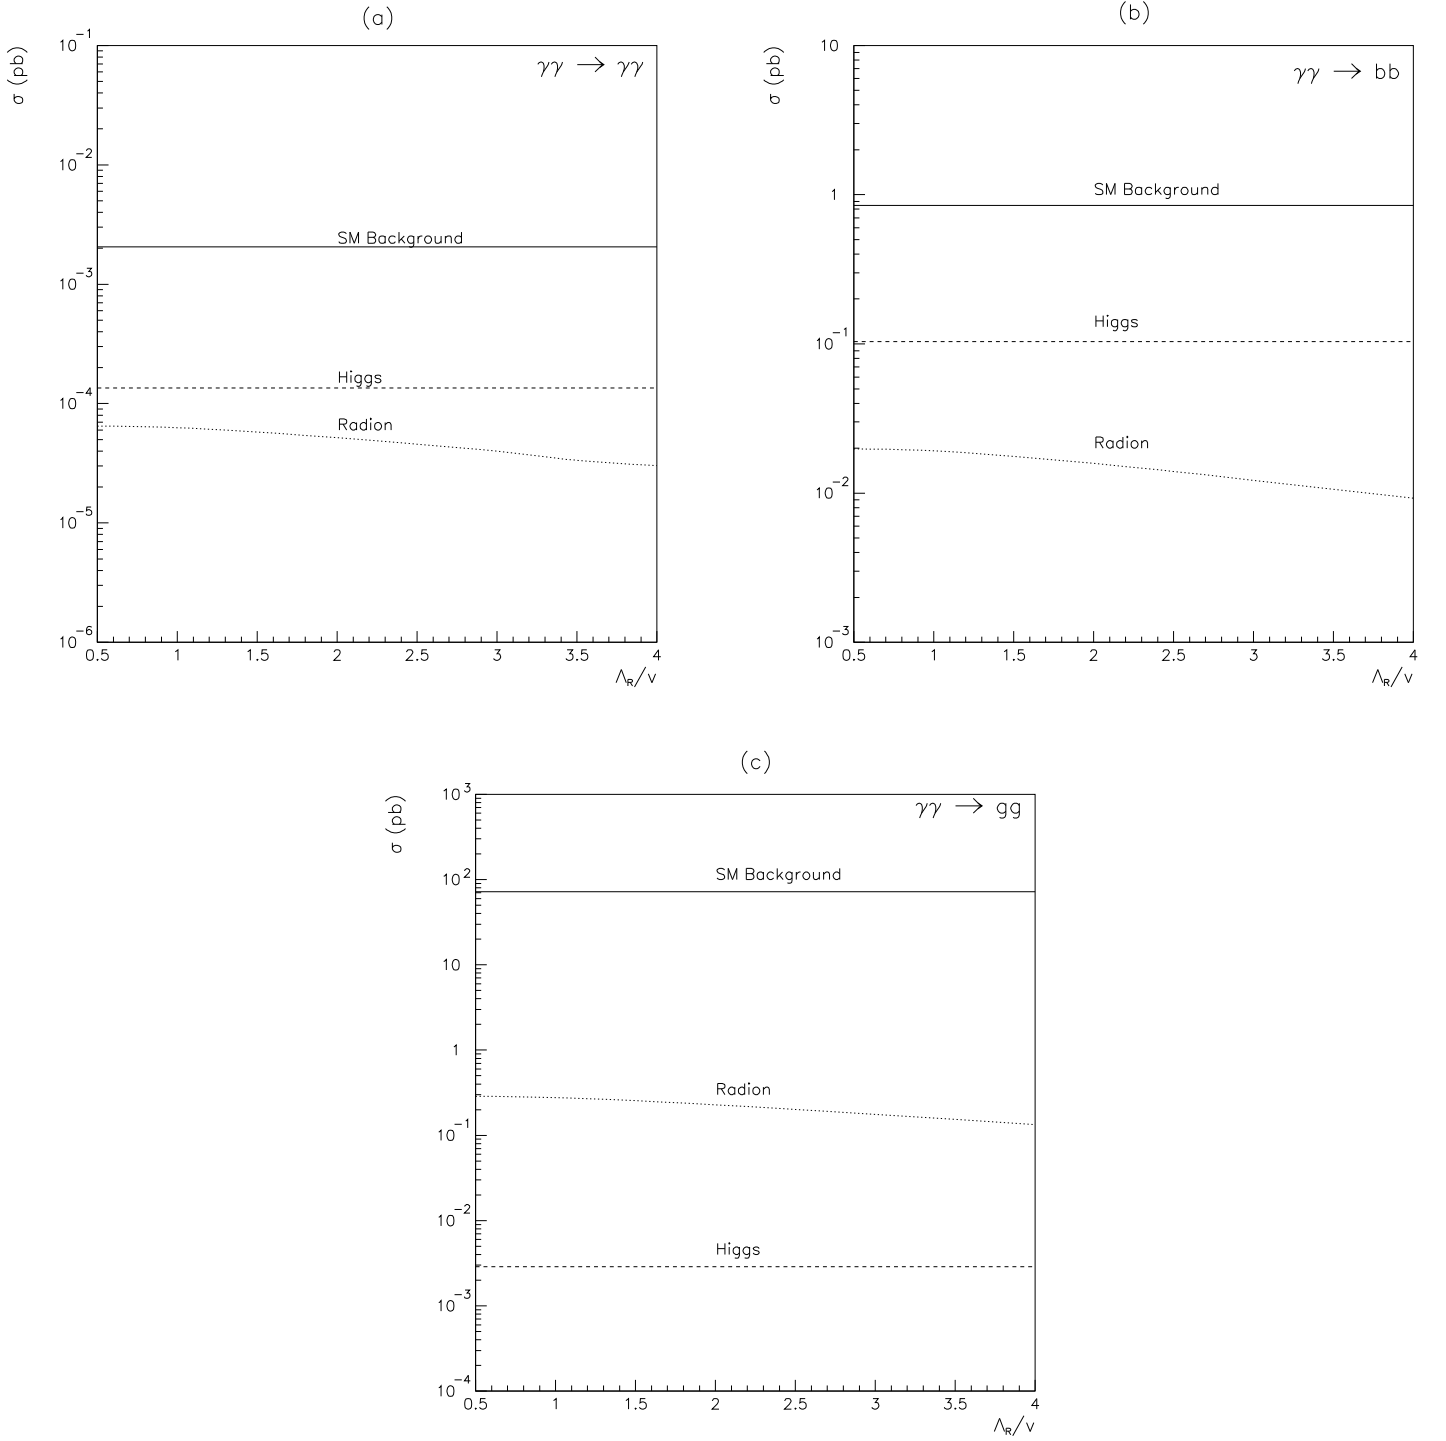 (a)
σ (pb)
γγ → γγ
10⁻¹
10⁻²
SM Background
10⁻³
Higgs
10⁻⁴
Radion
10⁻⁵
10⁻⁶
0.5 1 1.5 2 2.5 3 3.5 4
Λ_R/v
(b)
σ (pb)
γγ → bb
10
SM Background
1
Higgs
10⁻¹
Radion
10⁻²
10⁻³
0.5 1 1.5 2 2.5 3 3.5 4
Λ_R/v
(c)
σ (pb)
γγ → gg
10³
SM Background
10²
10
1
Radion
10⁻¹
10⁻²
Higgs
10⁻³
10⁻⁴
0.5 1 1.5 2 2.5 3 3.5 4
Λ_R/v